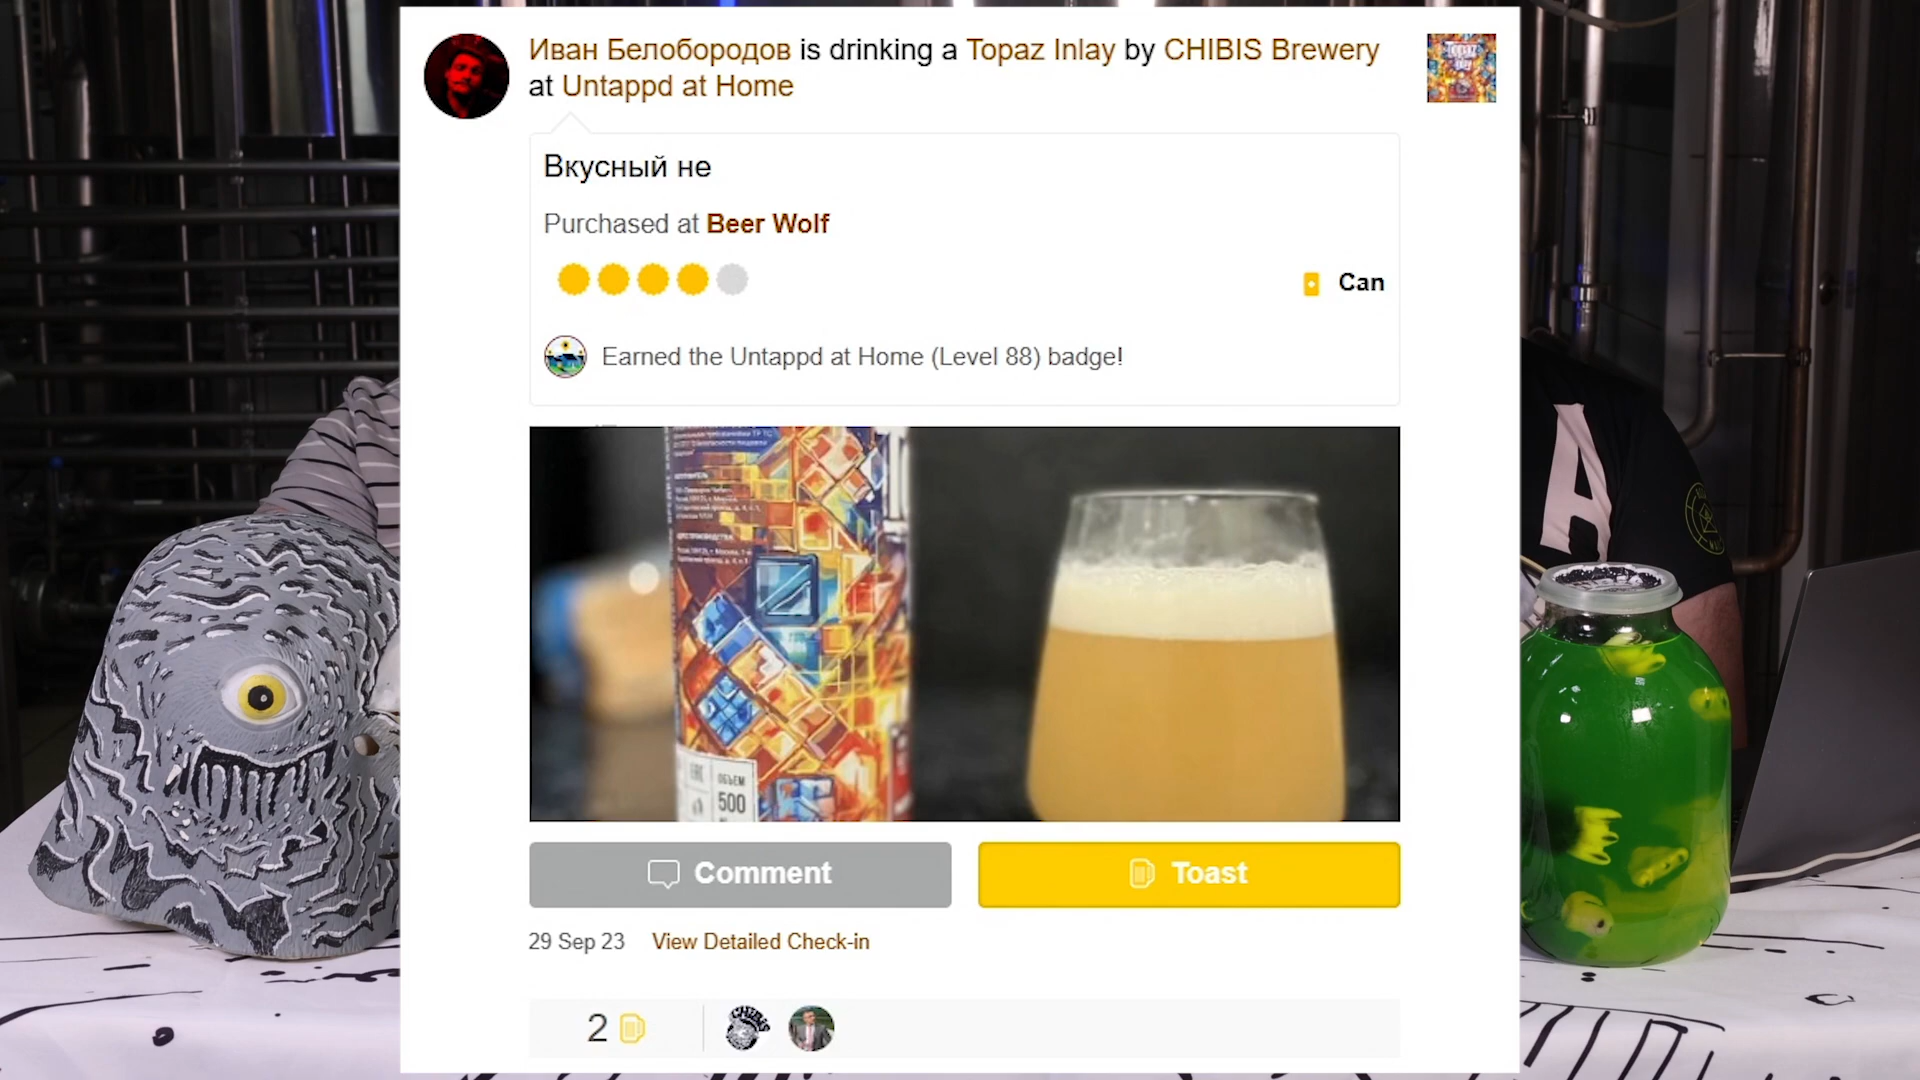 Иван Белобородов is drinking a Topaz Inlay by CHIBIS Brewery
at Untappd at Home
Вкусный не
Purchased at Beer Wolf
Can
Earned the Untappd at Home (Level 88) badge!
ОБЪЕМ
500
Comment
Toast
29 Sep 23 View Detailed Check-in
2
CHIBIS
A